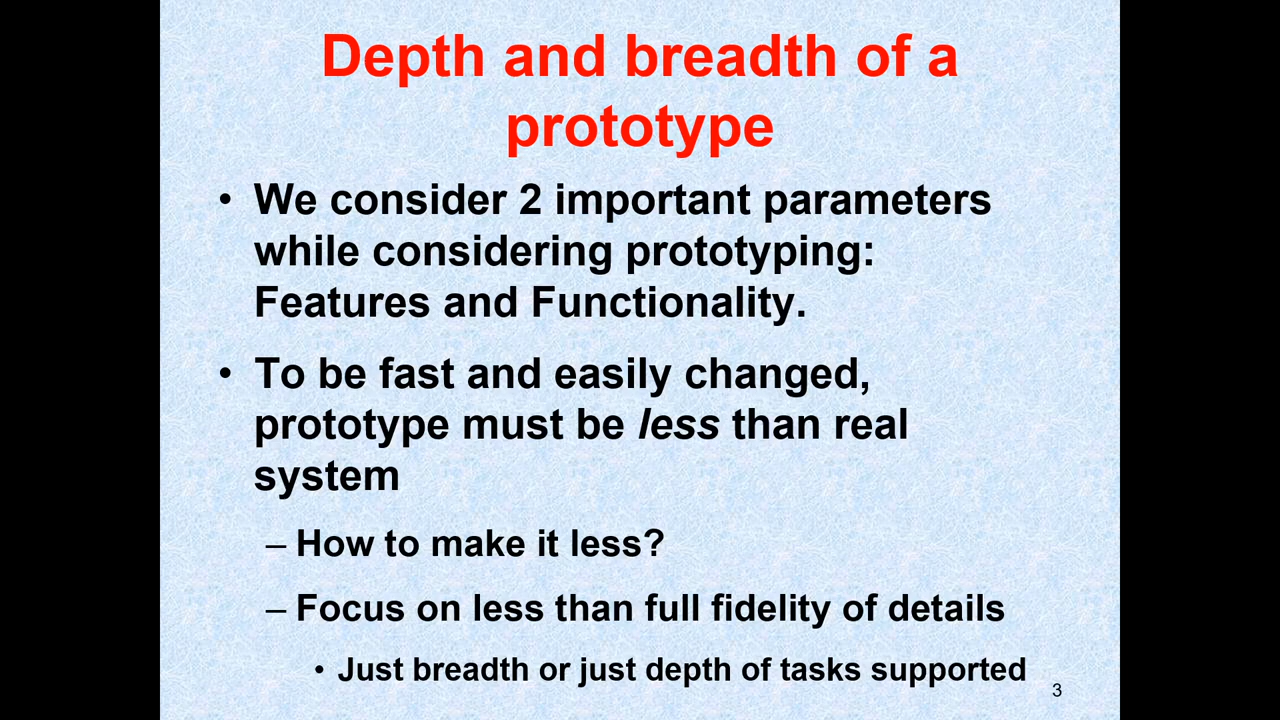 Depth and breadth of a
prototype
• We consider 2 important parameters
while considering prototyping:
Features and Functionality.
• To be fast and easily changed,
prototype must be less than real
system
– How to make it less?
– Focus on less than full fidelity of details
• Just breadth or just depth of tasks supported
3